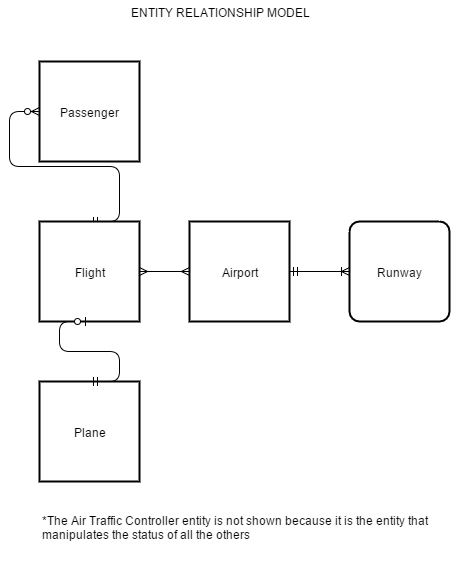 ENTITY RELATIONSHIP MODEL
Passenger
Flight
Airport
Runway
Plane
*The Air Traffic Controller entity is not shown because it is the entity that
manipulates the status of all the others